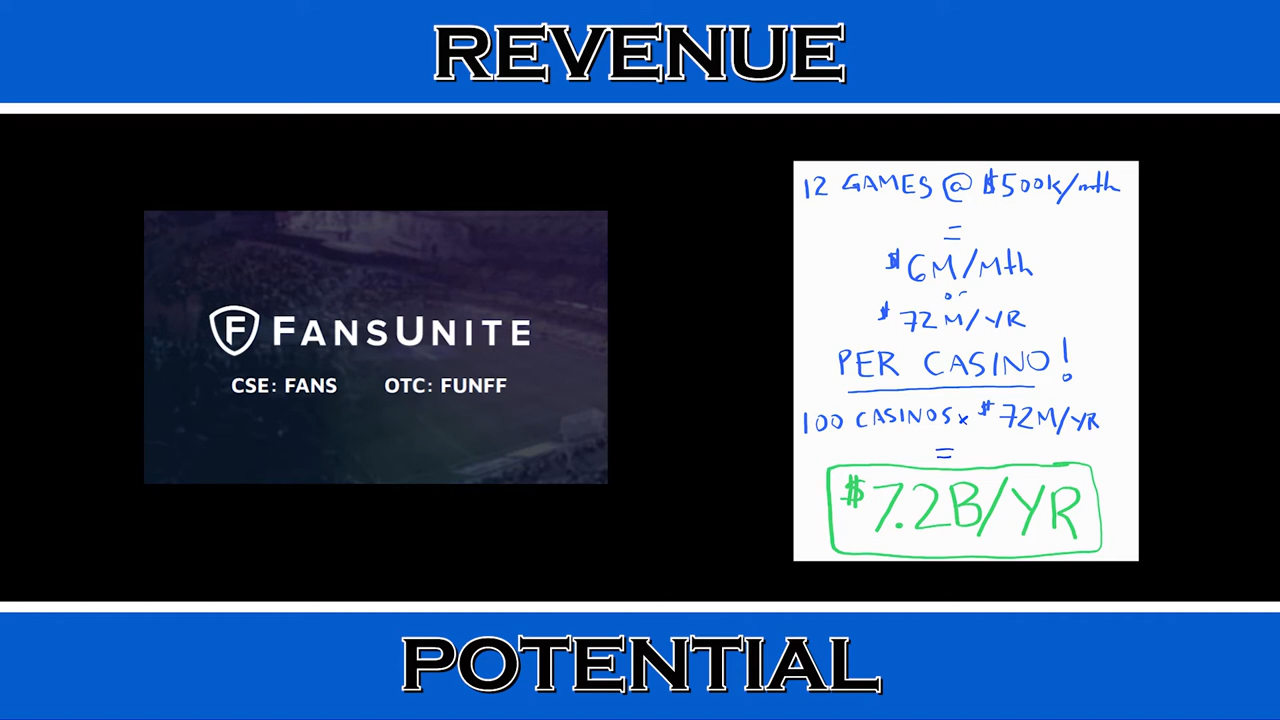 REVENUE
FANSUNITE
CSE: FANS OTC: FUNFF
12 GAMES @ $500k/mth
=
$6M/Mth
or
$72M/YR
PER CASINO!
100 CASINOS x $72M/YR
=
$7.2B/YR
POTENTIAL